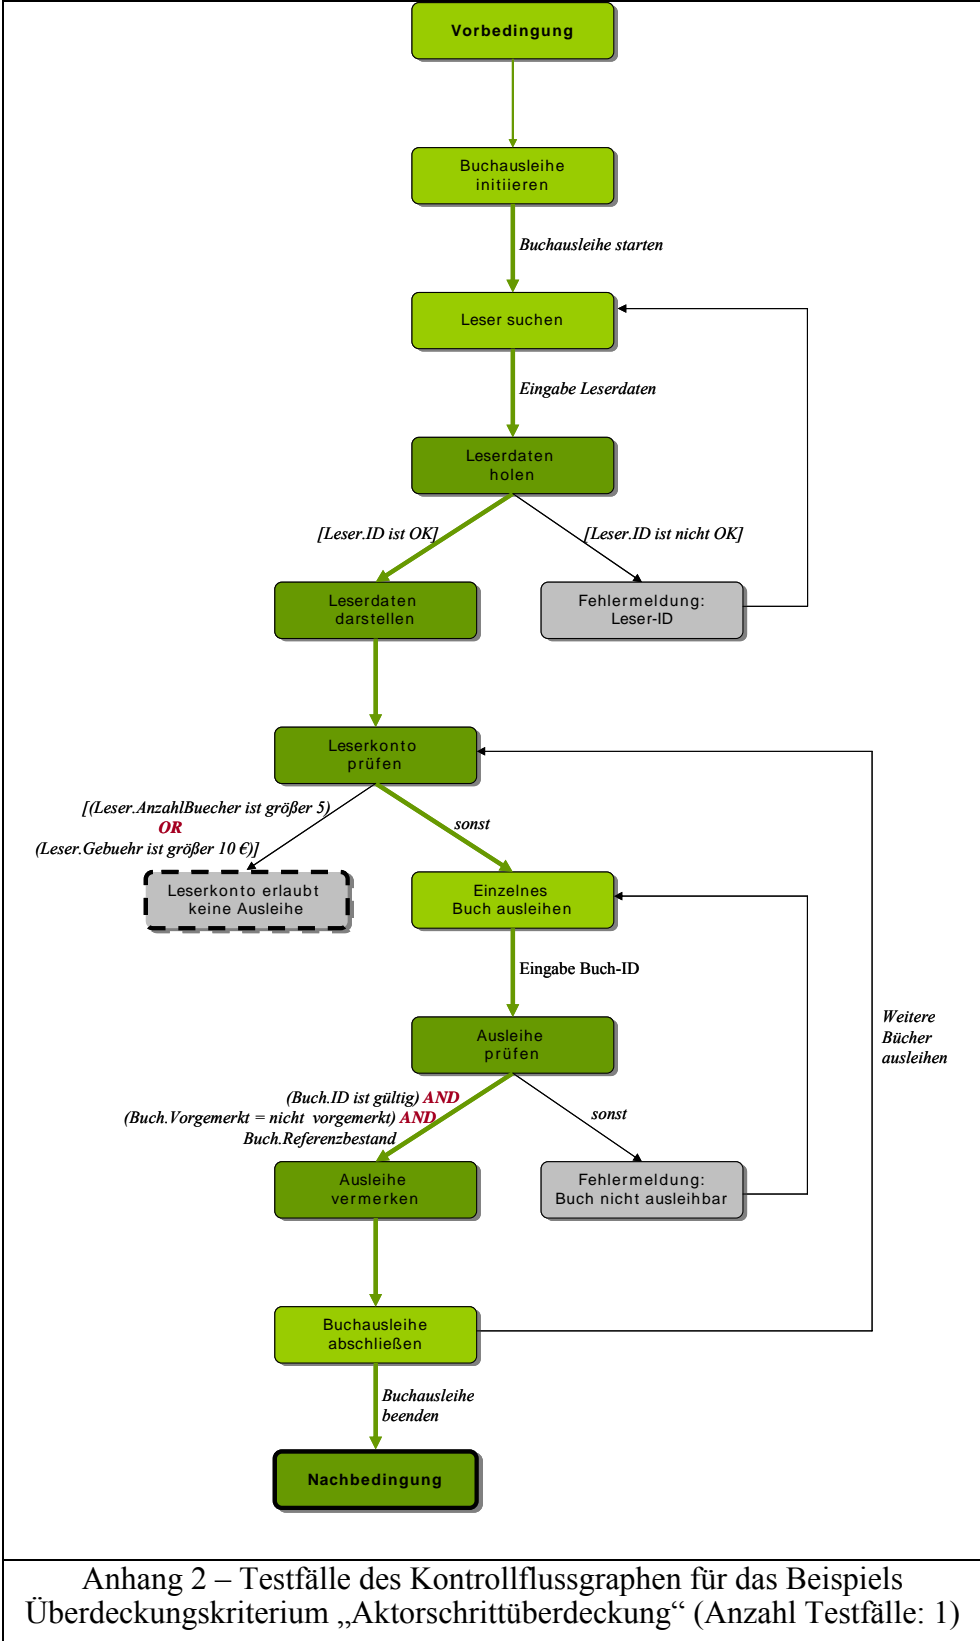 Vorbedingung
Buchausleihe
initiieren
Buchausleihe starten
Leser suchen
Eingabe Leserdaten
Leserdaten
holen
[Leser.ID ist OK]
[Leser.ID ist nicht OK]
Leserdaten
darstellen
Fehlermeldung:
Leser-ID
Leserkonto
prüfen
[(Leser.AnzahlBuecher ist größer 5)
OR
(Leser.Gebuehr ist größer 10 €)]
sonst
Leserkonto erlaubt
keine Ausleihe
Einzelnes
Buch ausleihen
Eingabe Buch-ID
Weitere
Bücher
ausleihen
Ausleihe
prüfen
(Buch.ID ist gültig) AND
(Buch.Vorgemerkt = nicht vorgemerkt) AND
Buch.Referenzbestand
sonst
Ausleihe
vermerken
Fehlermeldung:
Buch nicht ausleihbar
Buchausleihe
abschließen
Buchausleihe
beenden
Nachbedingung
Anhang 2 – Testfälle des Kontrollflussgraphen für das Beispiels
Überdeckungskriterium „Aktorschrittüberdeckung“ (Anzahl Testfälle: 1)